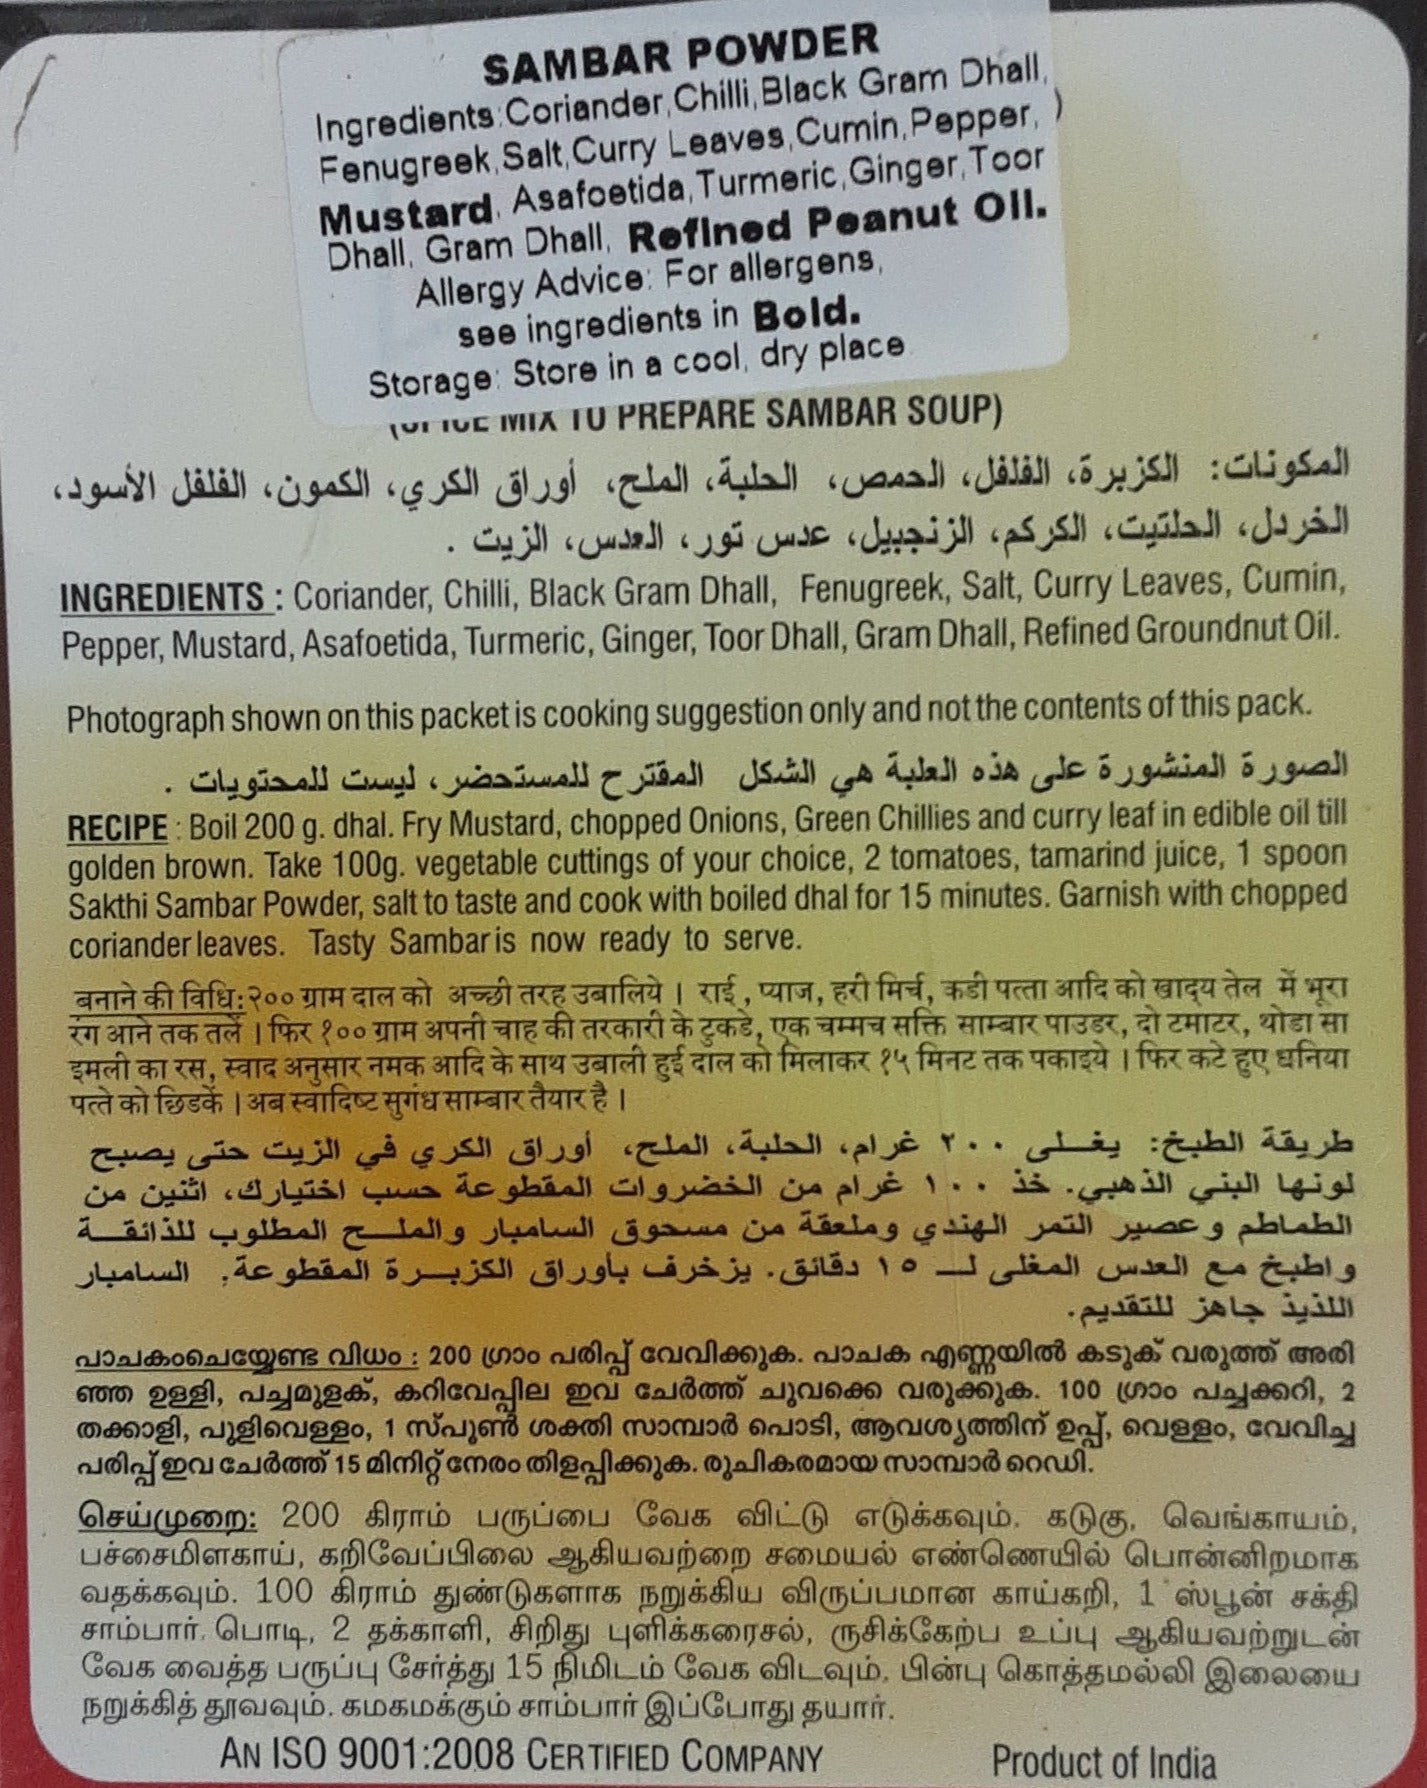 SAMBAR POWDER
Ingredients:Coriander,Chilli,Black Gram Dhall,
Fenugreek,Salt,Curry Leaves,Cumin,Pepper, )
Mustard, Asafoetida,Turmeric,Ginger,Toor
Dhall, Gram Dhall, Refined Peanut Oil.
Allergy Advice: For allergens,
see ingredients in Bold.
Storage: Store in a cool, dry place
(SPICE MIX TO PREPARE SAMBAR SOUP)
المكونات: الكزبرة، الفلفل، الحمص، الحلبة، الملح، أوراق الكري، الكمون، الفلفل الأسود،
الخردل، الحلتيت، الكركم، الزنجبيل، عدس تور، العدس، الزيت .
INGREDIENTS : Coriander, Chilli, Black Gram Dhall, Fenugreek, Salt, Curry Leaves, Cumin,
Pepper, Mustard, Asafoetida, Turmeric, Ginger, Toor Dhall, Gram Dhall, Refined Groundnut Oil.
Photograph shown on this packet is cooking suggestion only and not the contents of this pack.
الصورة المنشورة على هذه العلبة هي الشكل المقترح للمستحضر، ليست للمحتويات .
RECIPE : Boil 200 g. dhal. Fry Mustard, chopped Onions, Green Chillies and curry leaf in edible oil till
golden brown. Take 100g. vegetable cuttings of your choice, 2 tomatoes, tamarind juice, 1 spoon
Sakthi Sambar Powder, salt to taste and cook with boiled dhal for 15 minutes. Garnish with chopped
coriander leaves. Tasty Sambar is now ready to serve.
बनाने की विधि: २०० ग्राम दाल को अच्छी तरह उबालिये । राई , प्याज, हरी मिर्च, कडी पत्ता आदि को खाद्य तेल में भूरा
रंग आने तक तलें । फिर १०० ग्राम अपनी चाह की तरकारी के टुकडे, एक चम्मच सक्ति साम्बार पाउडर, दो टमाटर, थोडा सा
इमली का रस, स्वाद अनुसार नमक आदि के साथ उबाली हुई दाल को मिलाकर १५ मिनट तक पकाइये । फिर कटे हुए धनिया
पत्ते को छिडकें । अब स्वादिष्ट सुगंध साम्बार तैयार है ।
طريقة الطبخ: يغلى ٢٠٠ غرام، الحلبة، الملح، أوراق الكري في الزيت حتى يصبح
لونها البني الذهبي. خذ ١٠٠ غرام من الخضروات المقطوعة حسب اختيارك، اثنين من
الطماطم وعصير التمر الهندي وملعقة من مسحوق السامبار والملح المطلوب للذائقة
واطبخ مع العدس المغلى لـ ١٥ دقائق. يزخرف بأوراق الكزبرة المقطوعة. السامبار
اللذيذ جاهز للتقديم.
പാചകംചെയ്യേണ്ട വിധം : 200 ഗ്രാം പരിപ്പ് വേവിക്കുക. പാചക എണ്ണയിൽ കടുക് വരുത്ത് അരി
ഞ്ഞ ഉള്ളി, പച്ചമുളക്, കറിവേപ്പില ഇവ ചേർത്ത് ചുവക്കെ വരുക്കുക. 100 ഗ്രാം പച്ചക്കറി, 2
തക്കാളി, പുളിവെള്ളം, 1 സ്പൂൺ ശക്തി സാമ്പാർ പൊടി, ആവശ്യത്തിന് ഉപ്പ്, വെള്ളം, വേവിച്ച
പരിപ്പ് ഇവ ചേർത്ത് 15 മിനിറ്റ് നേരം തിളപ്പിക്കുക. രുചികരമായ സാമ്പാർ റെഡി.
செய்முறை: 200 கிராம் பருப்பை வேக விட்டு எடுக்கவும். கடுகு, வெங்காயம்,
பச்சைமிளகாய், கறிவேப்பிலை ஆகியவற்றை சமையல் எண்ணெயில் பொன்னிறமாக
வதக்கவும். 100 கிராம் துண்டுகளாக நறுக்கிய விருப்பமான காய்கறி, 1 ஸ்பூன் சக்தி
சாம்பார் பொடி, 2 தக்காளி, சிறிது புளிக்கரைசல், ருசிக்கேற்ப உப்பு ஆகியவற்றுடன்
வேக வைத்த பருப்பு சேர்த்து 15 நிமிடம் வேக விடவும். பின்பு கொத்தமல்லி இலையை
நறுக்கித் தூவவும். கமகமக்கும் சாம்பார் இப்போது தயார்.
AN ISO 9001:2008 CERTIFIED COMPANY
Product of India